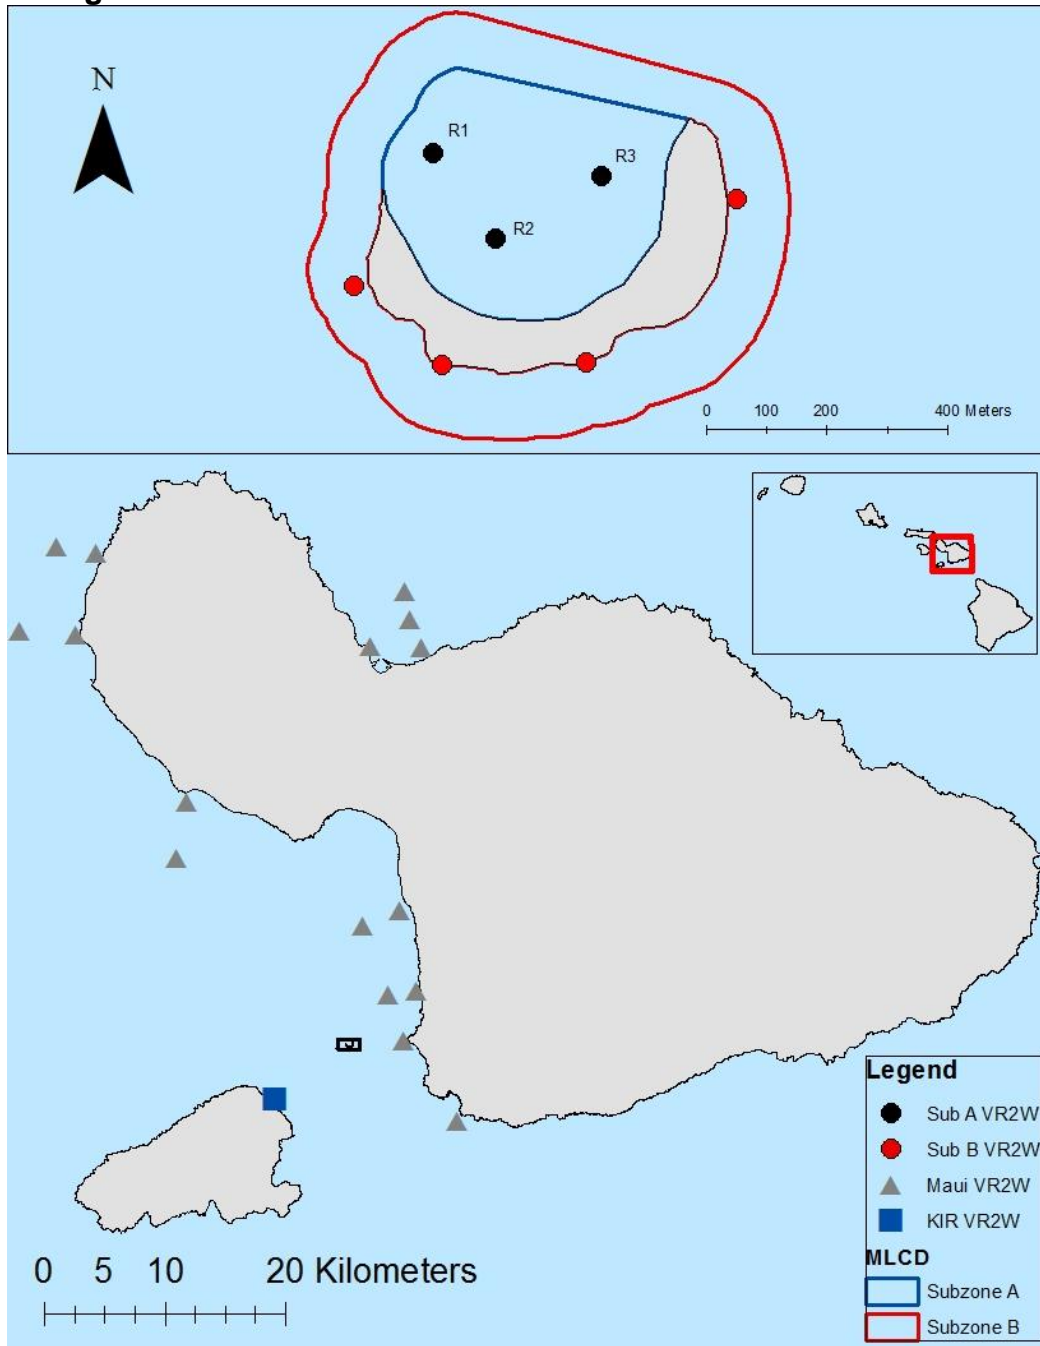 N
R1
R3
R2
0 100 200 400 Meters
Legend
Sub A VR2W
Sub B VR2W
Maui VR2W
KIR VR2W
MLCD
Subzone A
Subzone B
0 5 10 20 Kilometers